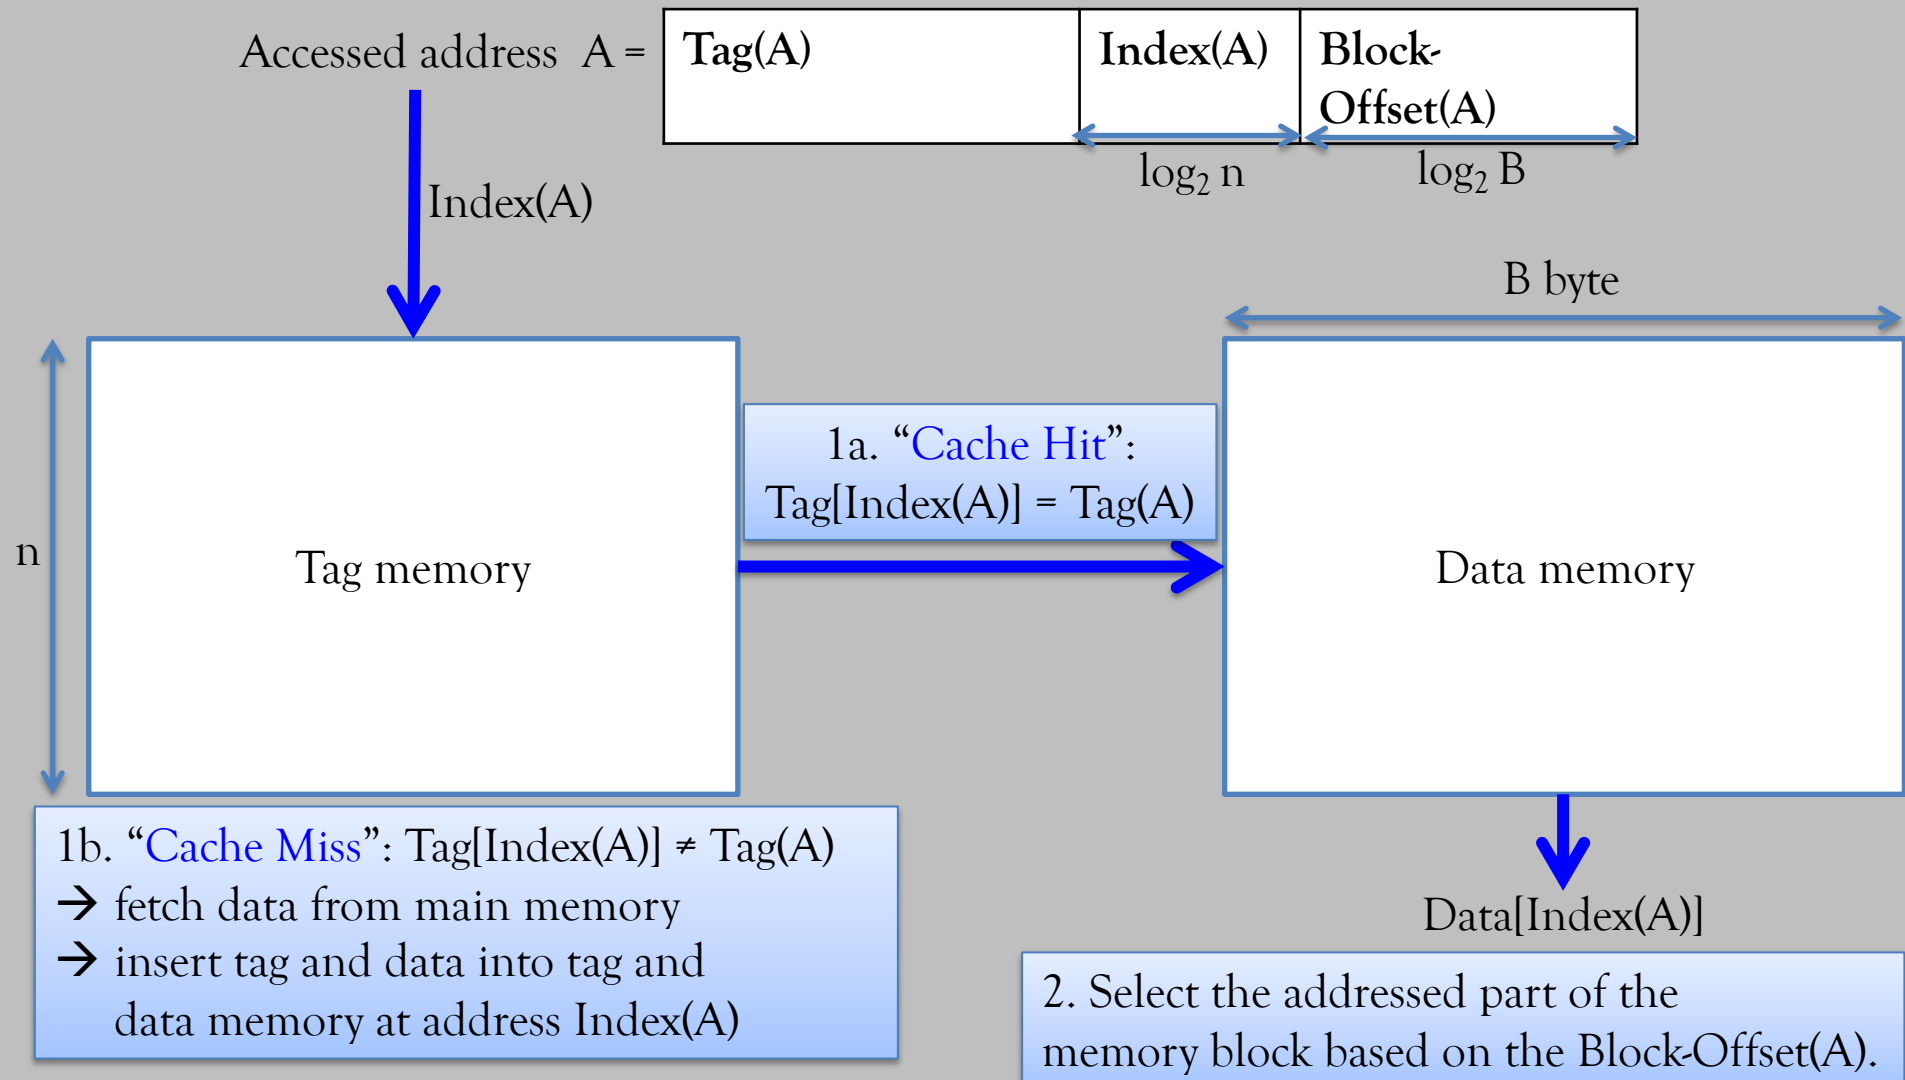 Accessed address A =
Tag(A)
Index(A)
Block-
Offset(A)
log₂ n
log₂ B
Index(A)
B byte
n
Tag memory
1a. “Cache Hit”:
Tag[Index(A)] = Tag(A)
Data memory
1b. “Cache Miss”: Tag[Index(A)] ≠ Tag(A)
→ fetch data from main memory
→ insert tag and data into tag and
data memory at address Index(A)
Data[Index(A)]
2. Select the addressed part of the
memory block based on the Block-Offset(A).